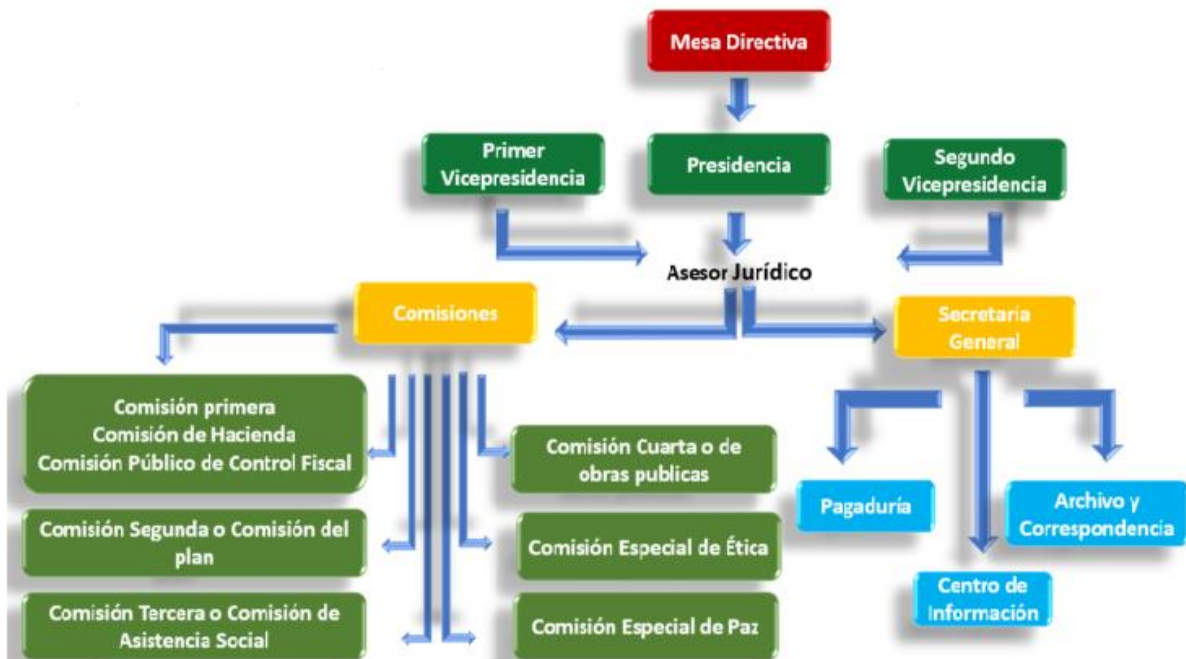 Mesa Directiva
Primer
Vicepresidencia
Presidencia
Segundo
Vicepresidencia
Asesor Jurídico
Comisiones
Secretaria
General
Comisión primera
Comisión de Hacienda
Comisión Público de Control Fiscal
Comisión Cuarta o de
obras publicas
Pagaduría
Archivo y
Correspondencia
Comisión Segunda o Comisión del
plan
Comisión Especial de Ética
Centro de
Información
Comisión Tercera o Comisión de
Asistencia Social
Comisión Especial de Paz